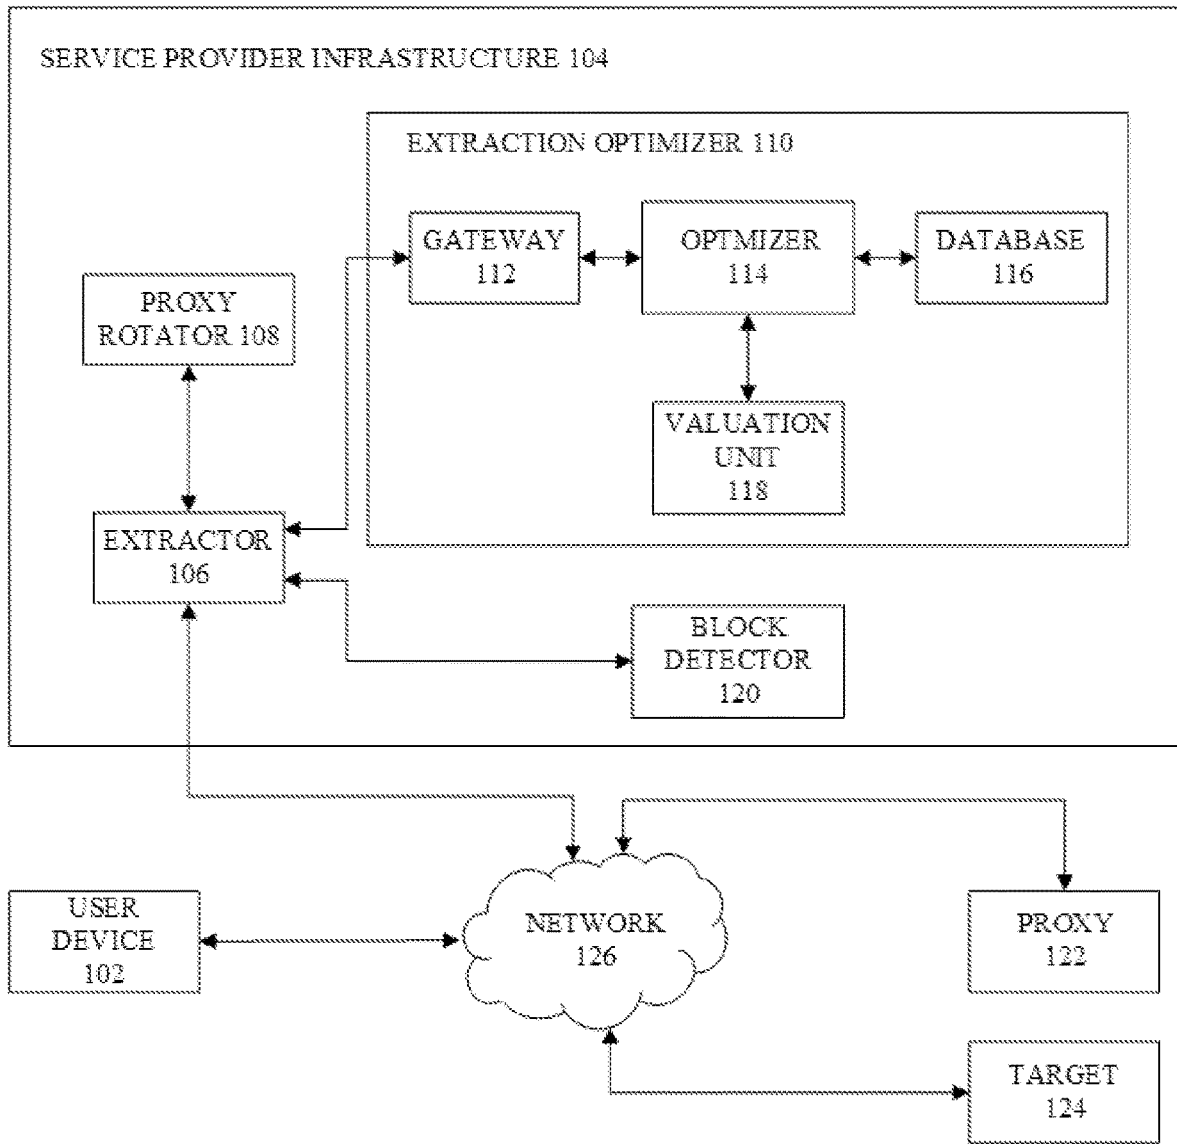 SERVICE PROVIDER INFRASTRUCTURE 104
EXTRACTION OPTIMIZER 110
GATEWAY
112
OPTMIZER
114
DATABASE
116
PROXY
ROTATOR 108
VALUATION
UNIT
118
EXTRACTOR
106
BLOCK
DETECTOR
120
USER
DEVICE
102
NETWORK
126
PROXY
122
TARGET
124